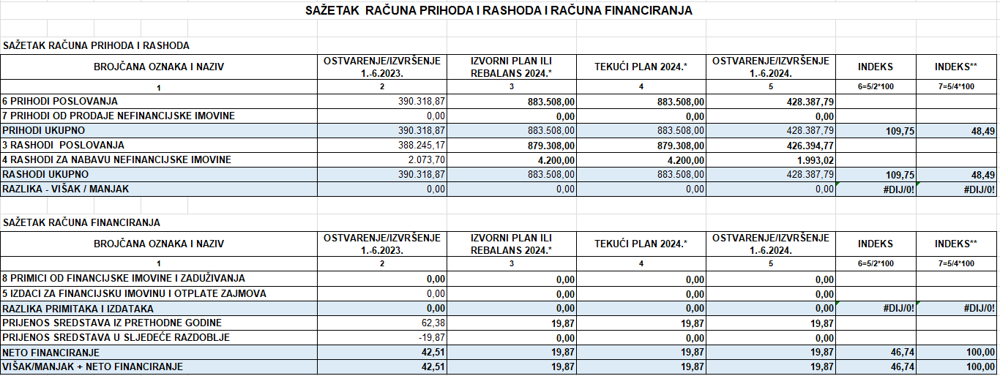 SAŽETAK RAČUNA PRIHODA I RASHODA I RAČUNA FINANCIRANJA
SAŽETAK RAČUNA PRIHODA I RASHODA
BROJČANA OZNAKA I NAZIV OSTVARENJE/IZVRŠENJE 1.-6.2023. IZVORNI PLAN ILI REBALANS 2024.* TEKUĆI PLAN 2024.* OSTVARENJE/IZVRŠENJE 1.-6.2024. INDEKS INDEKS**
1 2 3 4 5 6=5/2*100 7=5/4*100
6 PRIHODI POSLOVANJA 390.318,87 883.508,00 883.508,00 428.387,79
7 PRIHODI OD PRODAJE NEFINANCIJSKE IMOVINE 0,00 0,00 0,00 0,00
PRIHODI UKUPNO 390.318,87 883.508,00 883.508,00 428.387,79 109,75 48,49
3 RASHODI POSLOVANJA 388.245,17 879.308,00 879.308,00 426.394,77
4 RASHODI ZA NABAVU NEFINANCIJSKE IMOVINE 2.073,70 4.200,00 4.200,00 1.993,02
RASHODI UKUPNO 390.318,87 883.508,00 883.508,00 428.387,79 109,75 48,49
RAZLIKA - VIŠAK / MANJAK 0,00 0,00 0,00 0,00 #DIJ/0! #DIJ/0!
SAŽETAK RAČUNA FINANCIRANJA
BROJČANA OZNAKA I NAZIV OSTVARENJE/IZVRŠENJE 1.-6.2023. IZVORNI PLAN ILI REBALANS 2024.* TEKUĆI PLAN 2024.* OSTVARENJE/IZVRŠENJE 1.-6.2024. INDEKS INDEKS**
1 2 3 4 5 6=5/2*100 7=5/4*100
8 PRIMICI OD FINANCIJSKE IMOVINE I ZADUŽIVANJA 0,00 0,00 0,00 0,00
5 IZDACI ZA FINANCIJSKU IMOVINU I OTPLATE ZAJMOVA 0,00 0,00 0,00 0,00
RAZLIKA PRIMITAKA I IZDATAKA 0,00 0,00 0,00 0,00 #DIJ/0! #DIJ/0!
PRIJENOS SREDSTAVA IZ PRETHODNE GODINE 62,38 19,87 19,87 19,87
PRIJENOS SREDSTAVA U SLJEDEĆE RAZDOBLJE -19,87 0,00 0,00 0,00
NETO FINANCIRANJE 42,51 19,87 19,87 19,87 46,74 100,00
VIŠAK/MANJAK + NETO FINANCIRANJE 42,51 19,87 19,87 19,87 46,74 100,00